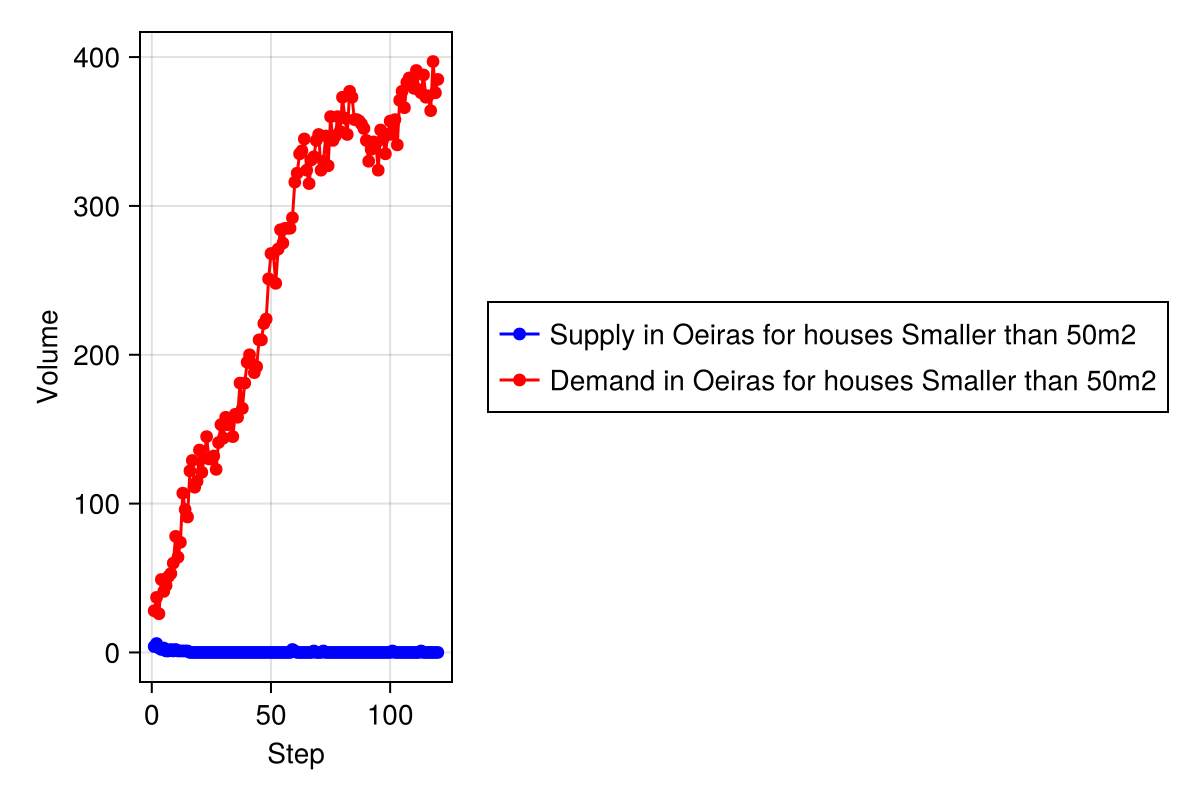 400
300
200
100
0
Volume
0 50 100
Step
Supply in Oeiras for houses Smaller than 50m2
Demand in Oeiras for houses Smaller than 50m2